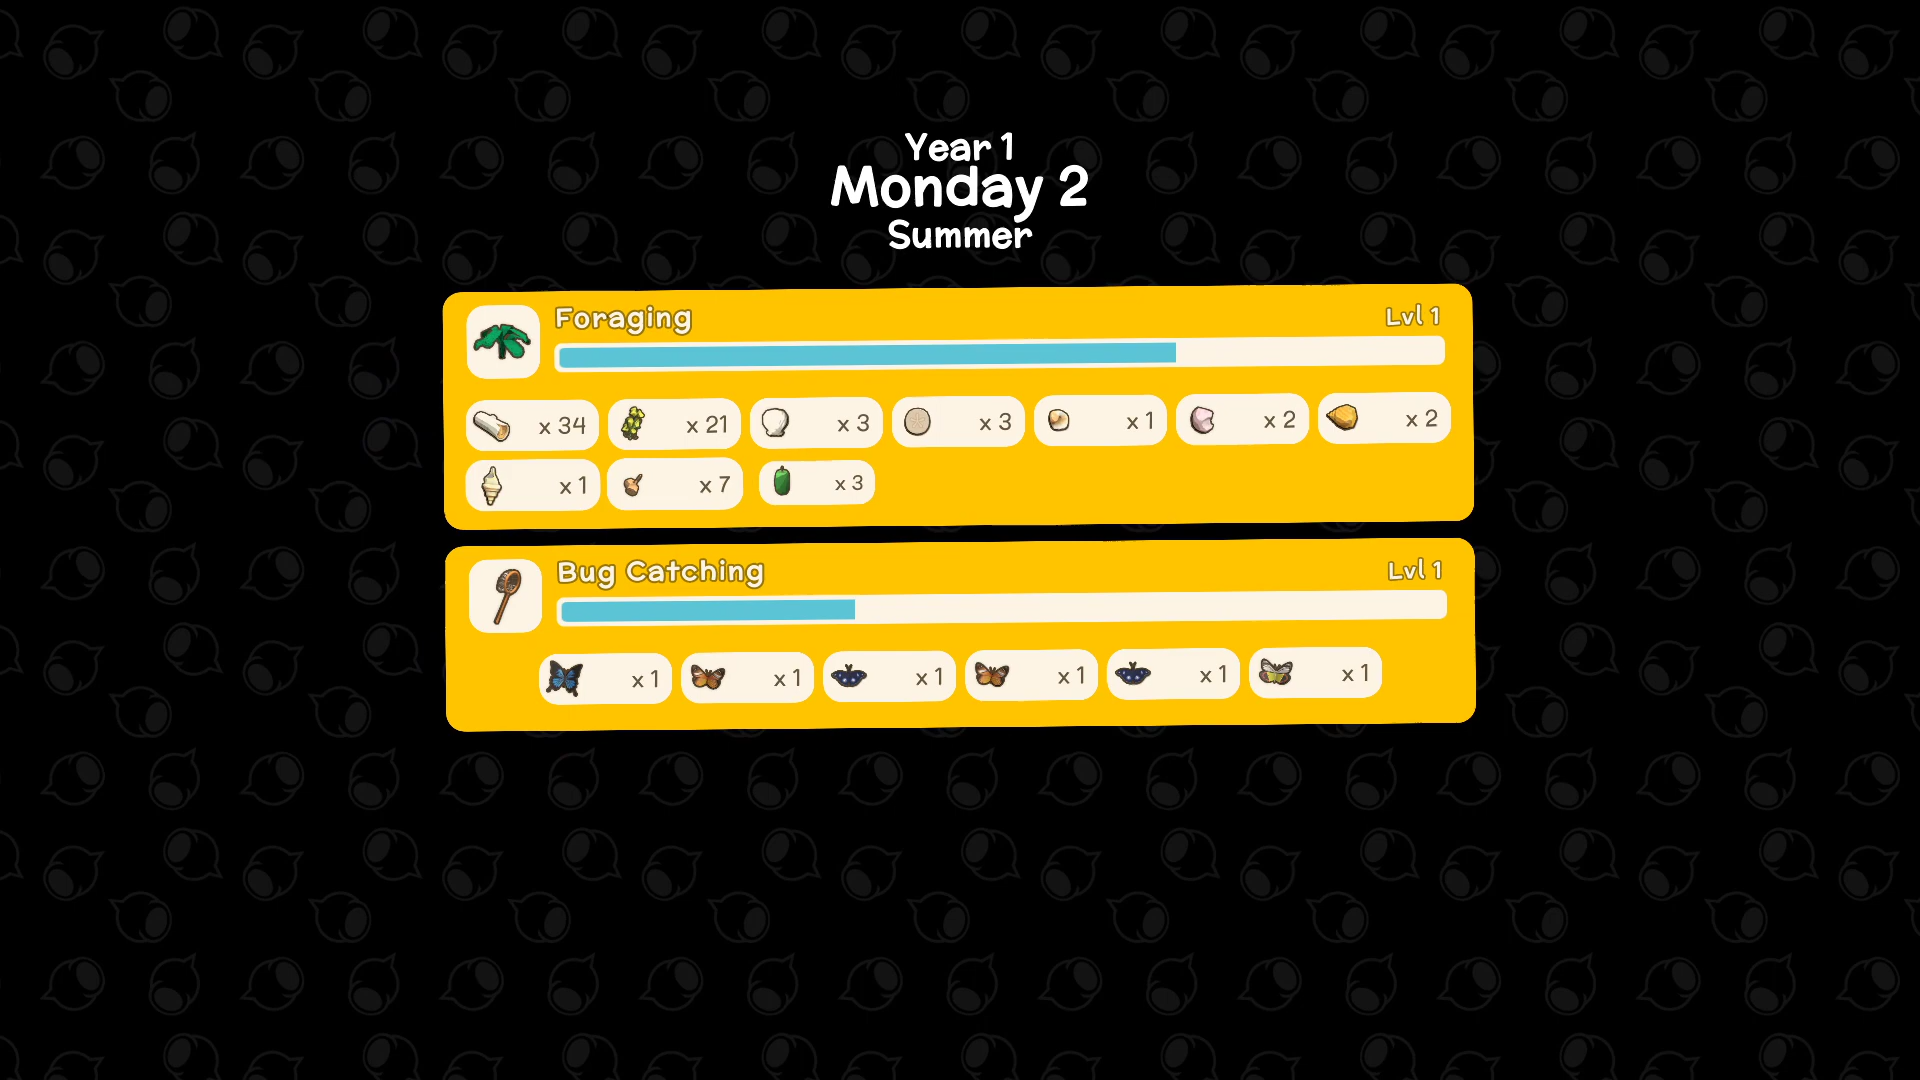 Year 1
Monday 2
Summer
Foraging Lvl 1
x 34 x 21 x 3 x 3 x 1 x 2 x 2
x 1 x 7 x 3
Bug Catching Lvl 1
x 1 x 1 x 1 x 1 x 1 x 1